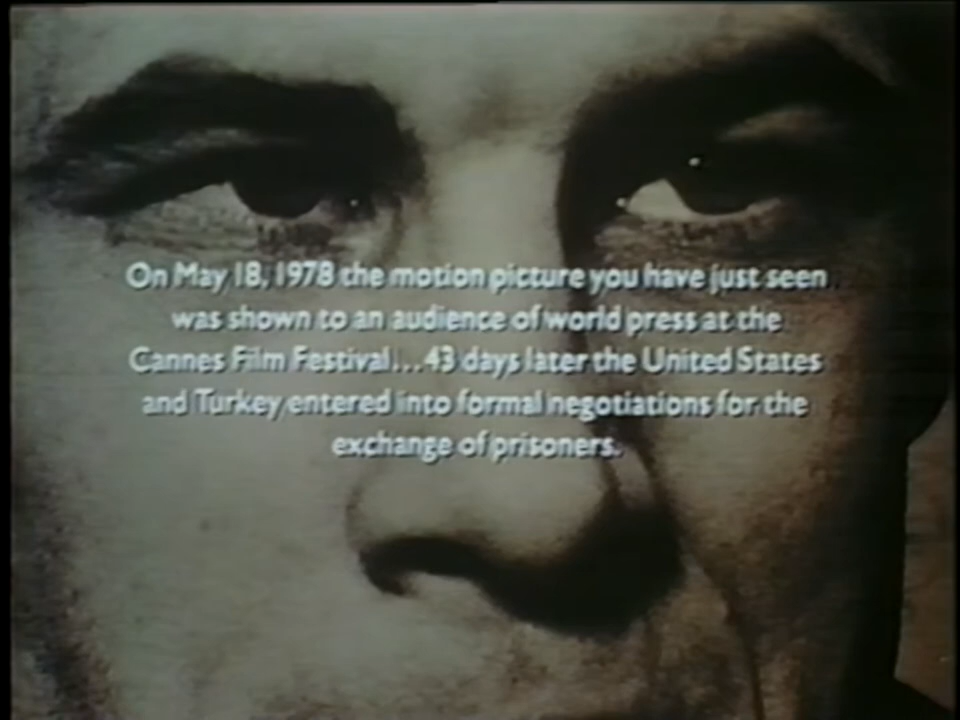 On May 18, 1978 the motion picture you have just seen
was shown to an audience of world press at the
Cannes Film Festival...43 days later the United States
and Turkey entered into formal negotiations for the
exchange of prisoners.